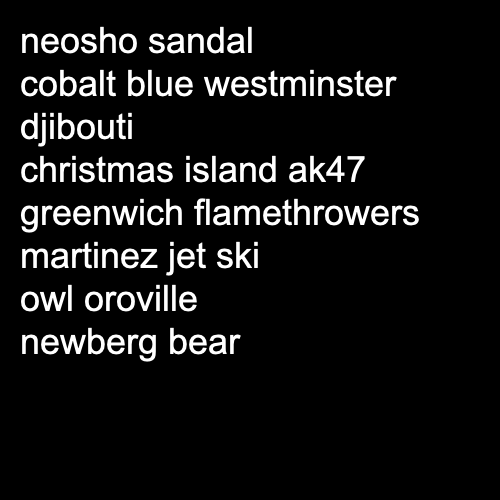 neosho sandal
cobalt blue westminster
djibouti
christmas island ak47
greenwich flamethrowers
martinez jet ski
owl oroville
newberg bear